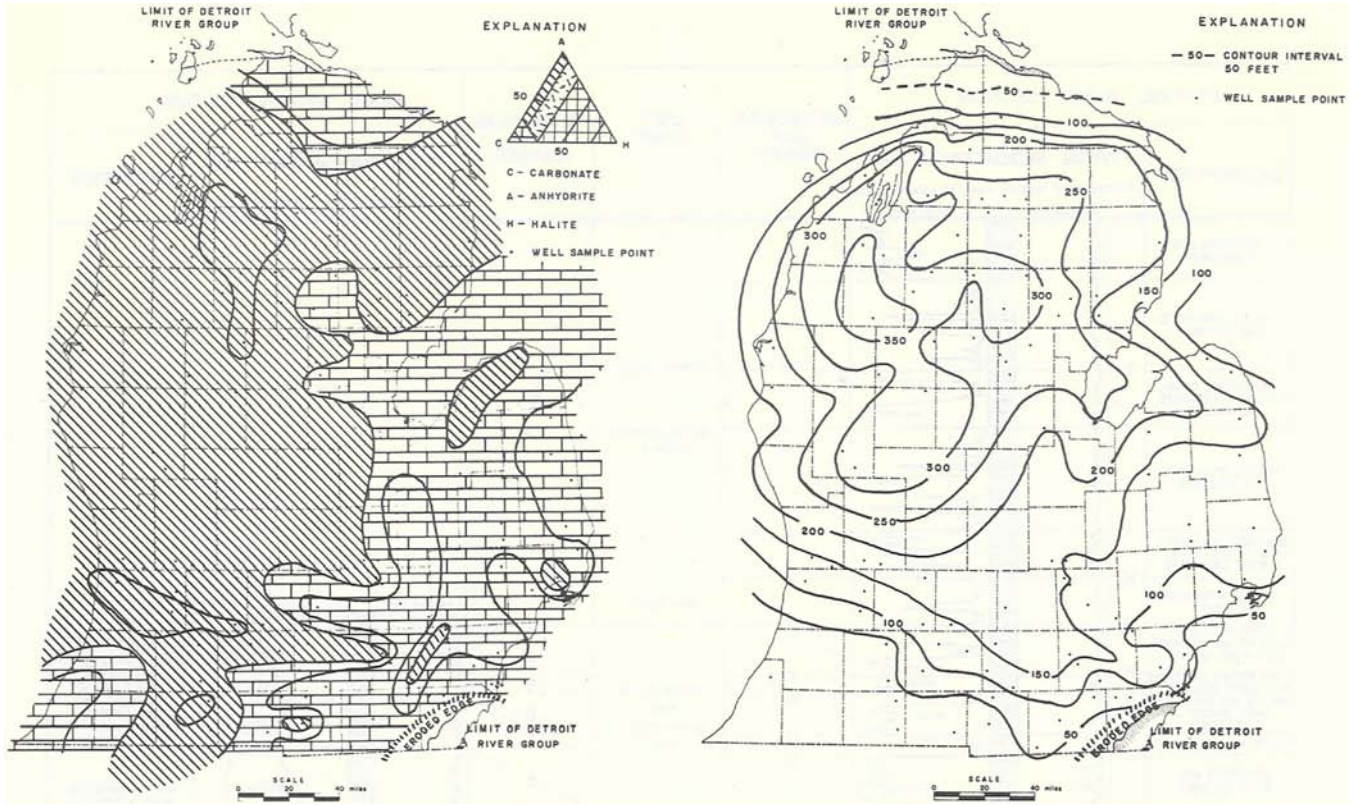 LIMIT OF DETROIT
RIVER GROUP
EXPLANATION
A
50
C
H
50
C – CARBONATE
A – ANHYDRITE
H – HALITE
• WELL SAMPLE POINT
ERODED EDGE
LIMIT OF DETROIT
RIVER GROUP
SCALE
0 20 40 miles
LIMIT OF DETROIT
RIVER GROUP
EXPLANATION
—50— CONTOUR INTERVAL
50 FEET
• WELL SAMPLE POINT
50
100
200
250
300
100
150
300
350
300
200
250
200
100
100
50
150
50
ERODED EDGE
LIMIT OF DETROIT
RIVER GROUP
SCALE
0 20 40 miles